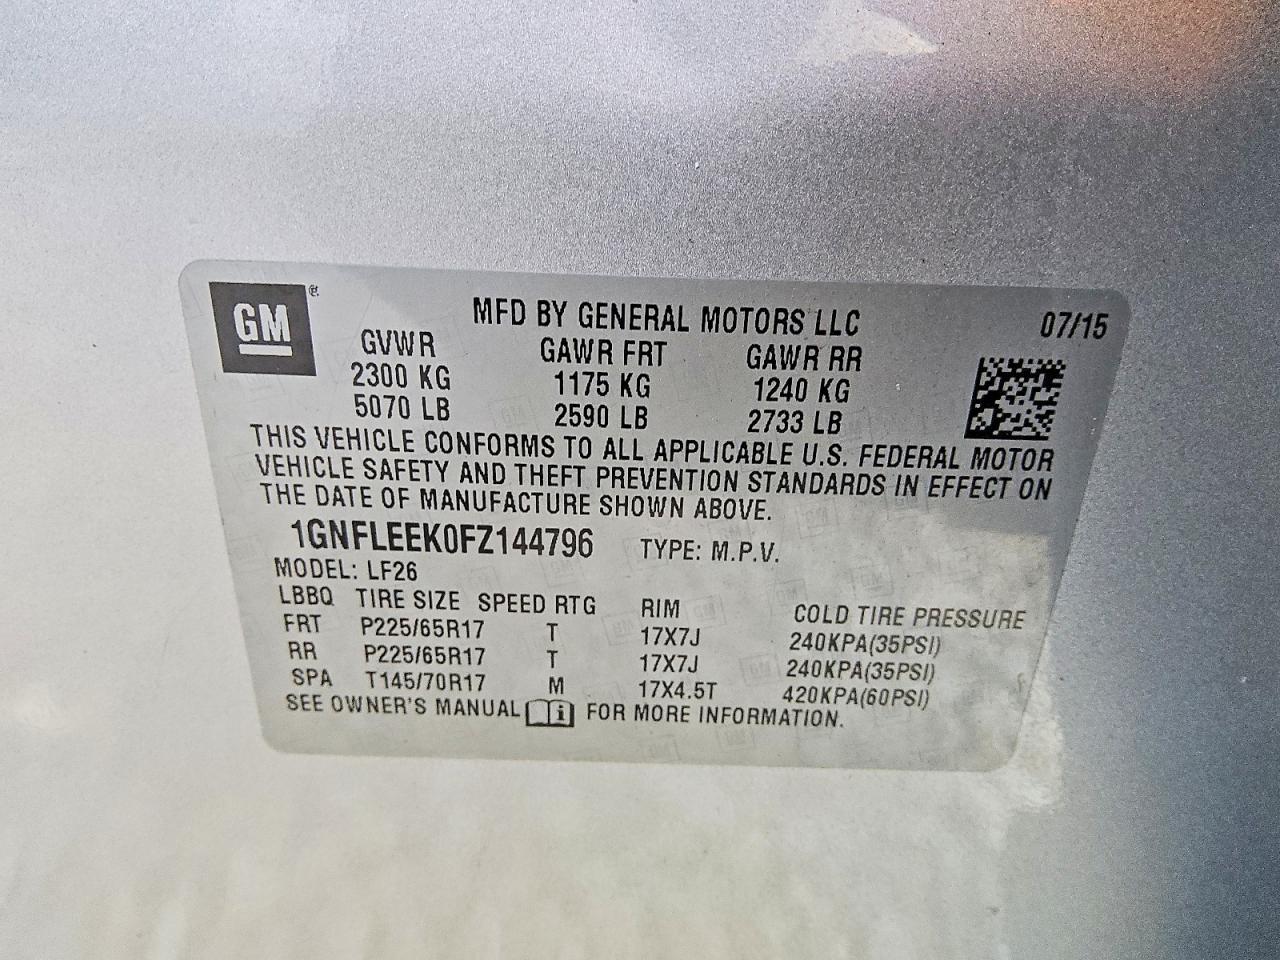 GM
MFD BY GENERAL MOTORS LLC 07/15
GVWR GAWR FRT GAWR RR
2300 KG 1175 KG 1240 KG
5070 LB 2590 LB 2733 LB
THIS VEHICLE CONFORMS TO ALL APPLICABLE U.S. FEDERAL MOTOR
VEHICLE SAFETY AND THEFT PREVENTION STANDARDS IN EFFECT ON
THE DATE OF MANUFACTURE SHOWN ABOVE.
1GNFLEEK0FZ144796 TYPE: M.P.V.
MODEL: LF26
LBBQ TIRE SIZE SPEED RTG RIM COLD TIRE PRESSURE
FRT P225/65R17 T 17X7J 240KPA(35PSI)
RR P225/65R17 T 17X7J 240KPA(35PSI)
SPA T145/70R17 M 17X4.5T 420KPA(60PSI)
SEE OWNER'S MANUAL i FOR MORE INFORMATION.